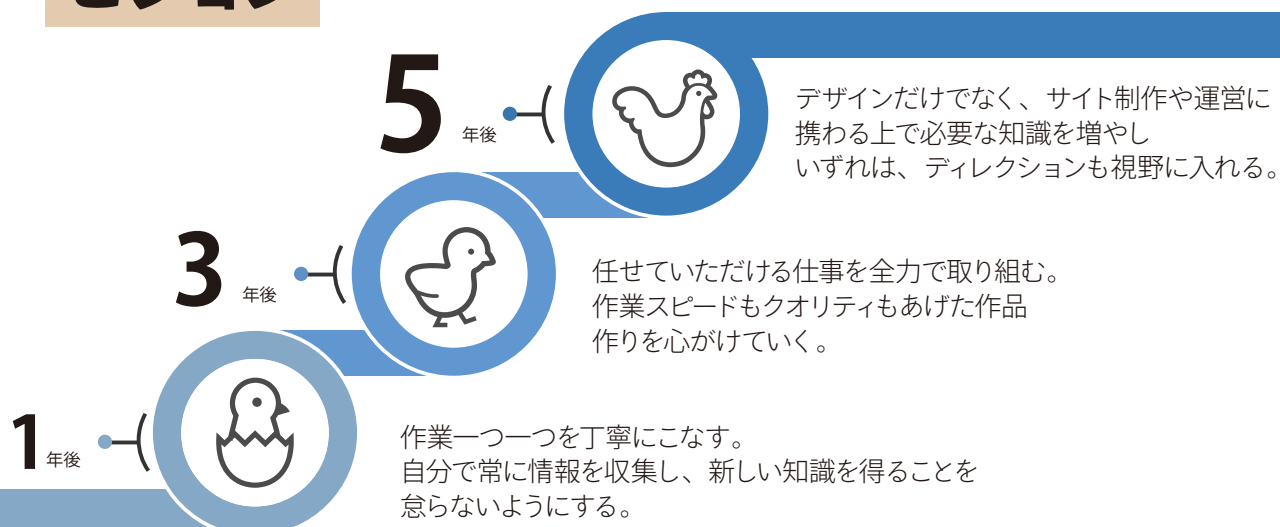 5 年後
デザインだけでなく、サイト制作や運営に
携わる上で必要な知識を増やし
いずれは、ディレクションも視野に入れる。
3 年後
任せていただける仕事を全力で取り組む。
作業スピードもクオリティもあげた作品
作りを心がけていく。
1 年後
作業一つ一つを丁寧にこなす。
自分で常に情報を収集し、新しい知識を得ることを
怠らないようにする。